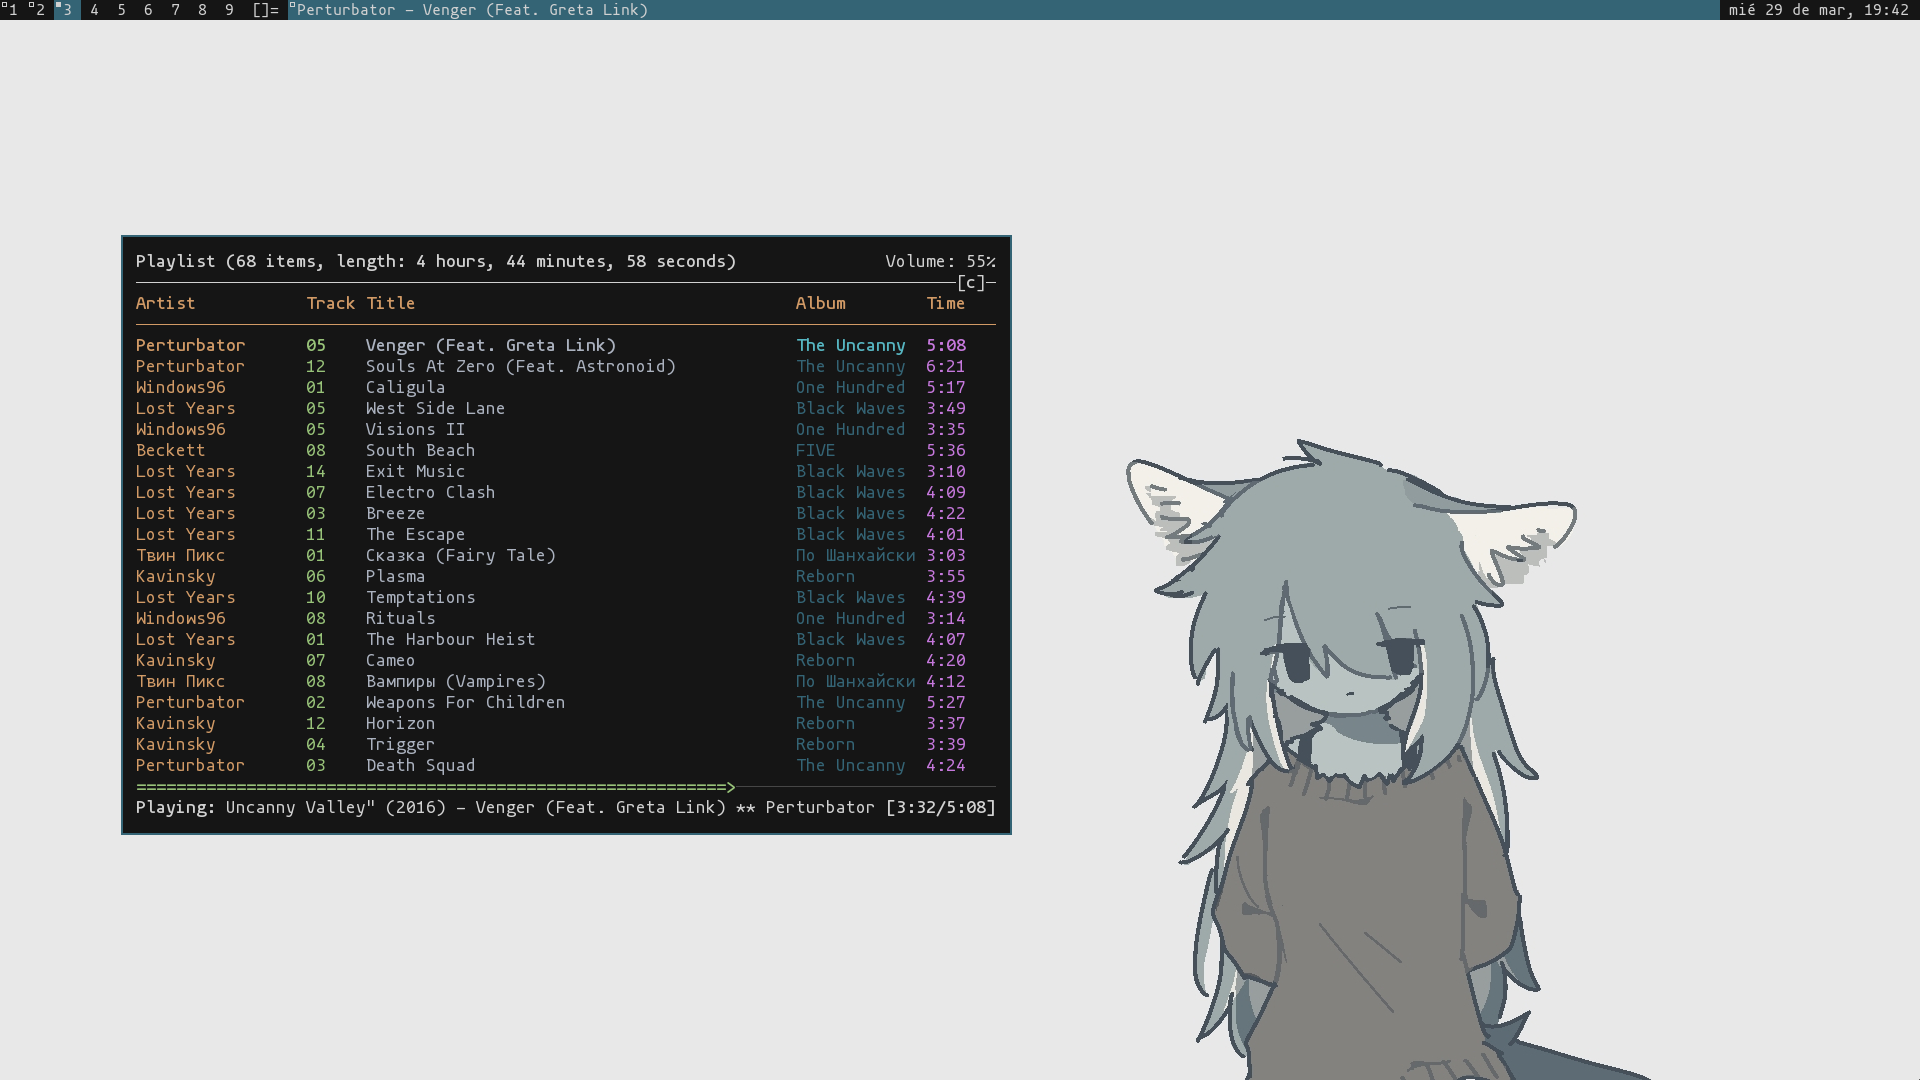 1 2 3 4 5 6 7 8 9 []= Perturbator – Venger (Feat. Greta Link) mié 29 de mar, 19:42
Playlist (68 items, length: 4 hours, 44 minutes, 58 seconds) Volume: 55%
[c]
Artist Track Title Album Time
Perturbator 05 Venger (Feat. Greta Link) The Uncanny 5:08
Perturbator 12 Souls At Zero (Feat. Astronoid) The Uncanny 6:21
Windows96 01 Caligula One Hundred 5:17
Lost Years 05 West Side Lane Black Waves 3:49
Windows96 05 Visions II One Hundred 3:35
Beckett 08 South Beach FIVE 5:36
Lost Years 14 Exit Music Black Waves 3:10
Lost Years 07 Electro Clash Black Waves 4:09
Lost Years 03 Breeze Black Waves 4:22
Lost Years 11 The Escape Black Waves 4:01
Твин Пикс 01 Сказка (Fairy Tale) По Шанхайски 3:03
Kavinsky 06 Plasma Reborn 3:55
Lost Years 10 Temptations Black Waves 4:39
Windows96 08 Rituals One Hundred 3:14
Lost Years 01 The Harbour Heist Black Waves 4:07
Kavinsky 07 Cameo Reborn 4:20
Твин Пикс 08 Вампиры (Vampires) По Шанхайски 4:12
Perturbator 02 Weapons For Children The Uncanny 5:27
Kavinsky 12 Horizon Reborn 3:37
Kavinsky 04 Trigger Reborn 3:39
Perturbator 03 Death Squad The Uncanny 4:24
===========================================================>
Playing: Uncanny Valley" (2016) – Venger (Feat. Greta Link) ** Perturbator [3:32/5:08]